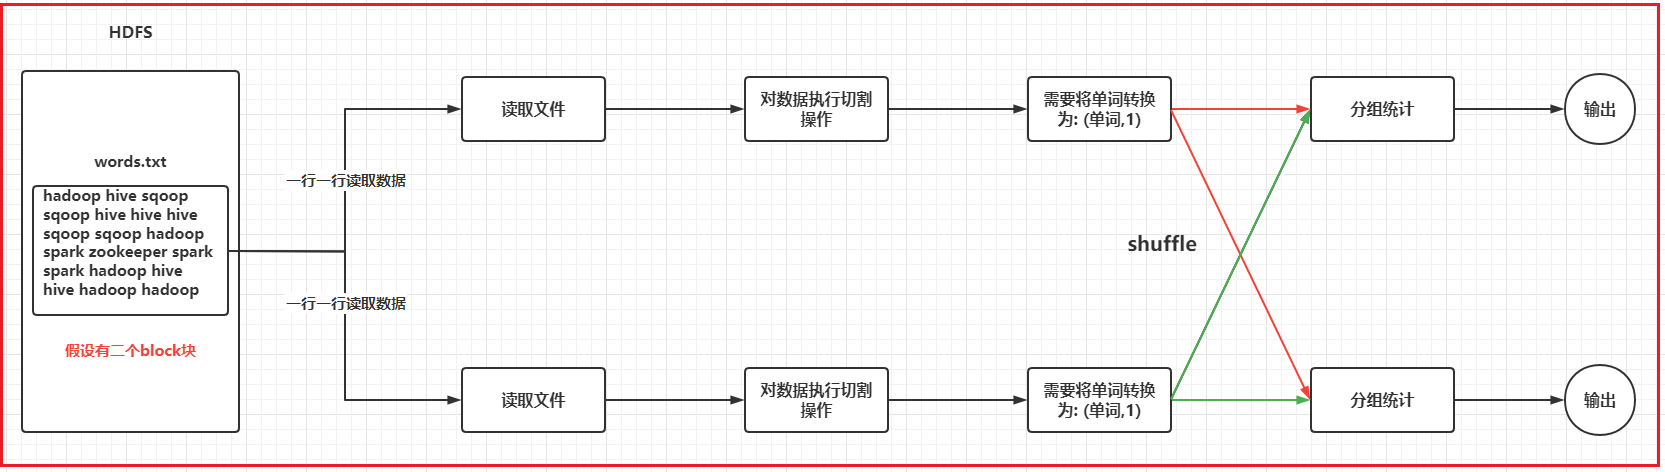 HDFS
words.txt
hadoop hive sqoop
sqoop hive hive hive
sqoop sqoop hadoop
spark zookeeper spark
spark hadoop hive
hive hadoop hadoop
假设有二个block块
一行一行读取数据
一行一行读取数据
读取文件
对数据执行切割
操作
需要将单词转换
为: (单词,1)
分组统计
输出
shuffle
读取文件
对数据执行切割
操作
需要将单词转换
为: (单词,1)
分组统计
输出